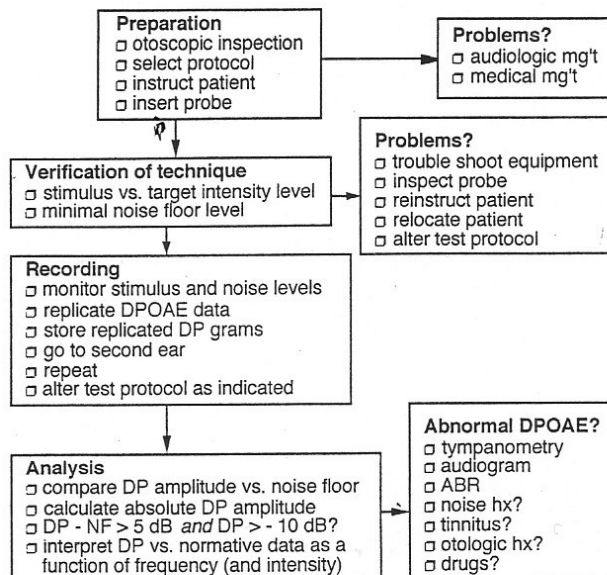 Preparation
❒ otoscopic inspection
❒ select protocol
❒ instruct patient
❒ insert probe
Problems?
❒ audiologic mg't
❒ medical mg't
Verification of technique
❒ stimulus vs. target intensity level
❒ minimal noise floor level
Problems?
❒ trouble shoot equipment
❒ inspect probe
❒ reinstruct patient
❒ relocate patient
❒ alter test protocol
Recording
❒ monitor stimulus and noise levels
❒ replicate DPOAE data
❒ store replicated DP grams
❒ go to second ear
❒ repeat
❒ alter test protocol as indicated
Analysis
❒ compare DP amplitude vs. noise floor
❒ calculate absolute DP amplitude
❒ DP - NF > 5 dB and DP > - 10 dB?
❒ interpret DP vs. normative data as a
function of frequency (and intensity)
Abnormal DPOAE?
❒ tympanometry
❒ audiogram
❒ ABR
❒ noise hx?
❒ tinnitus?
❒ otologic hx?
❒ drugs?